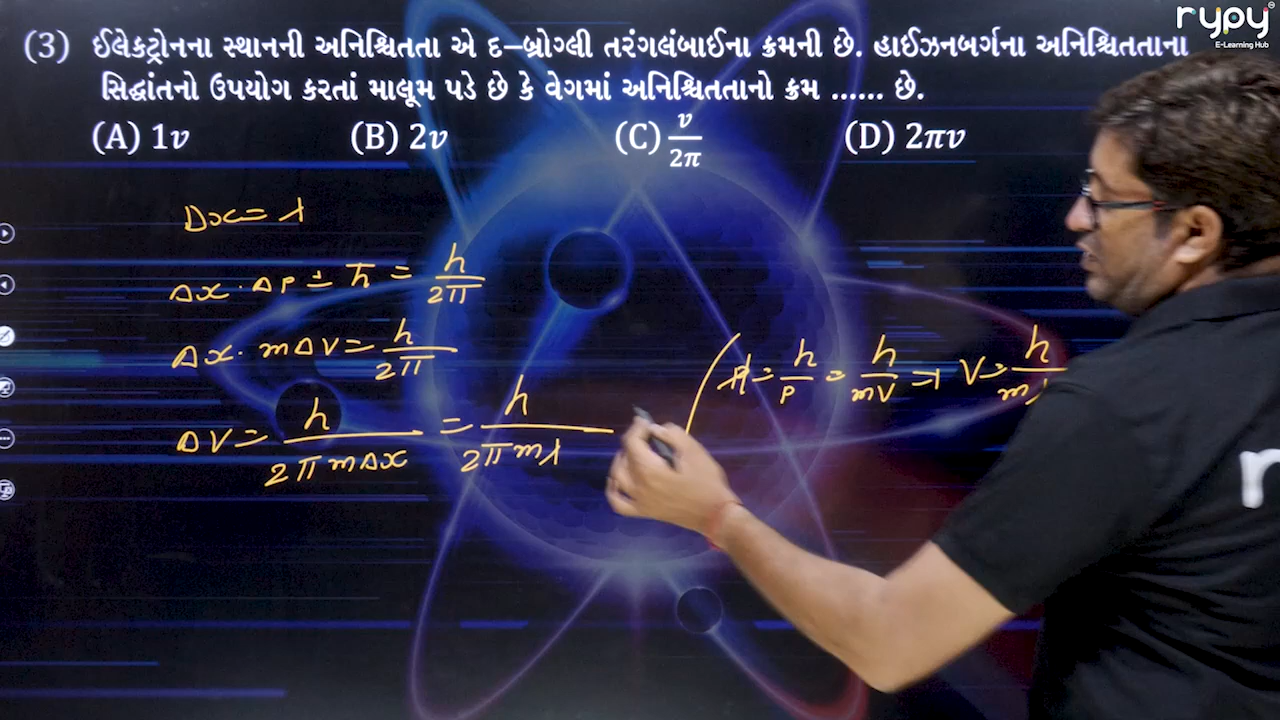 rypy
E-Learning Hub
(3) ઈલેક્ટ્રોનના સ્થાનની અનિશ્ચિતતા એ દ-બ્રોગ્લી તરંગલંબાઈના ક્રમની છે. હાઈઝનબર્ગના અનિશ્ચિતતાના
સિદ્ધાંતનો ઉપયોગ કરતાં માલૂમ પડે છે કે વેગમાં અનિશ્ચિતતાનો ક્રમ ...... છે.
(A) 1v (B) 2v (C) v/2π (D) 2πv
Δx = λ
Δx · Δp = ħ = h/2π
Δx · mΔv = h/2π
λ = h/p = h/mv ⇒ v = h/mλ
Δv = h/2πmΔx = h/2πmλ
r